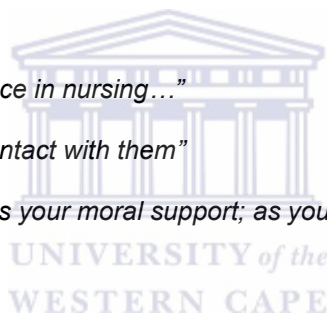 ce in nursing…”
ntact with them”
s your moral support; as you
UNIVERSITY of the
WESTERN CAPE